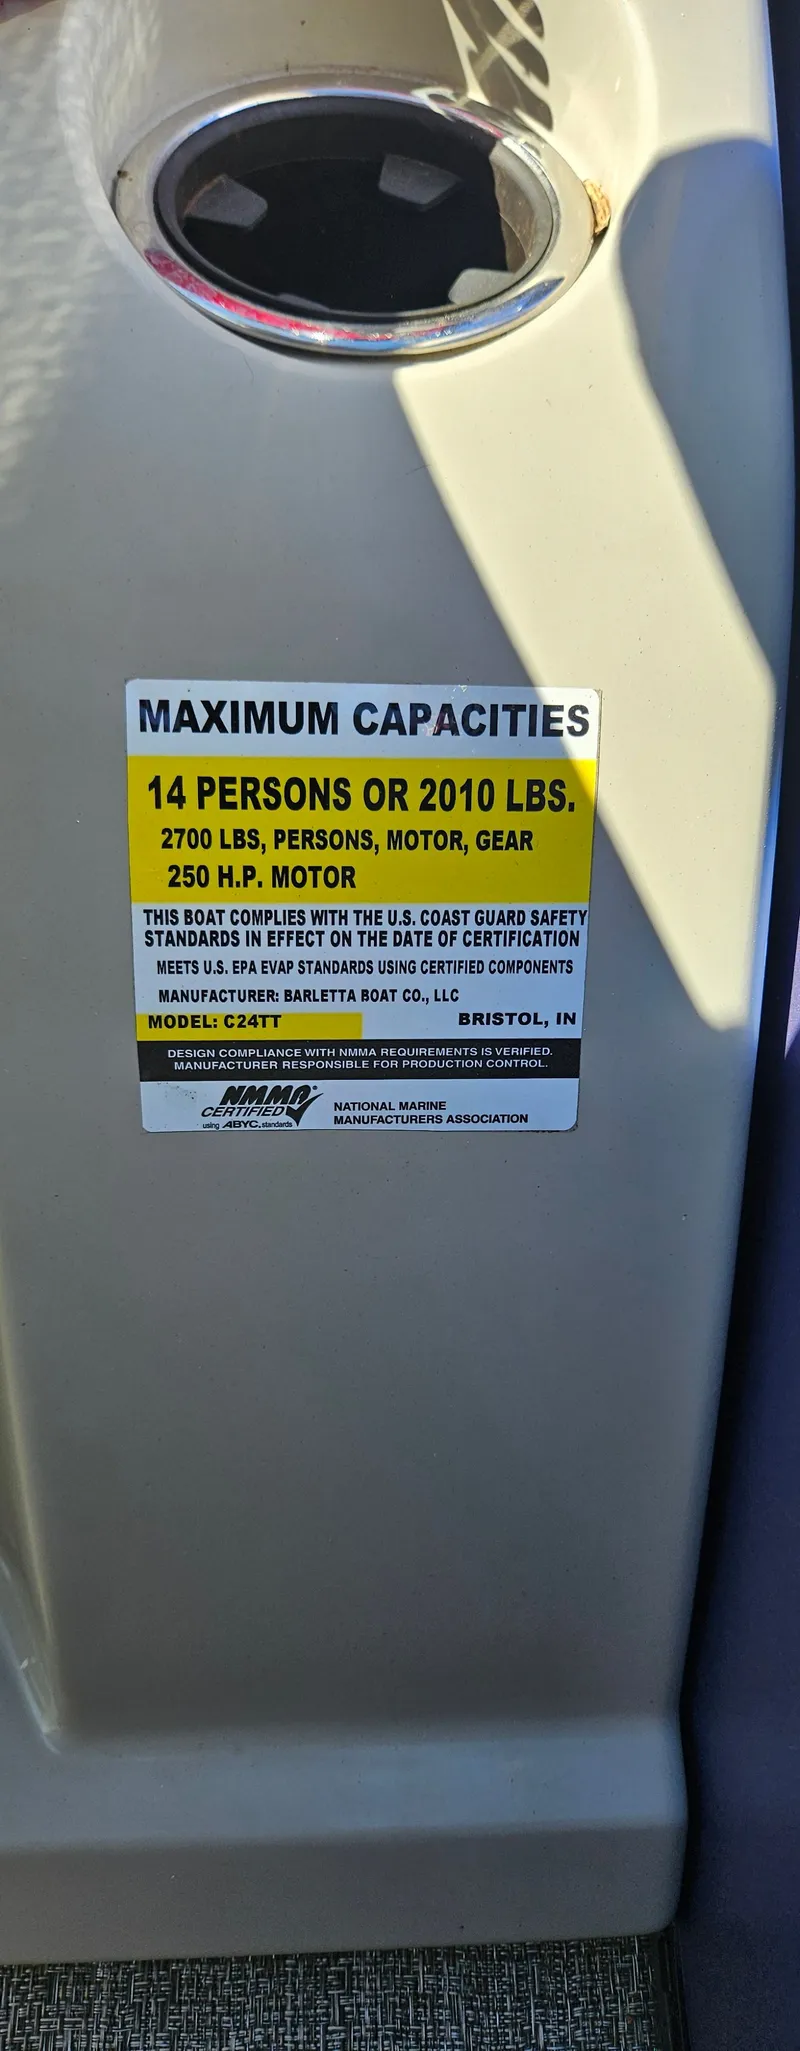 MAXIMUM CAPACITIES
14 PERSONS OR 2010 LBS.
2700 LBS, PERSONS, MOTOR, GEAR
250 H.P. MOTOR
THIS BOAT COMPLIES WITH THE U.S. COAST GUARD SAFETY
STANDARDS IN EFFECT ON THE DATE OF CERTIFICATION
MEETS U.S. EPA EVAP STANDARDS USING CERTIFIED COMPONENTS
MANUFACTURER: BARLETTA BOAT CO., LLC
MODEL: C24TT BRISTOL, IN
DESIGN COMPLIANCE WITH NMMA REQUIREMENTS IS VERIFIED.
MANUFACTURER RESPONSIBLE FOR PRODUCTION CONTROL.
NMMA®
CERTIFIED
using ABYC. standards
NATIONAL MARINE
MANUFACTURERS ASSOCIATION